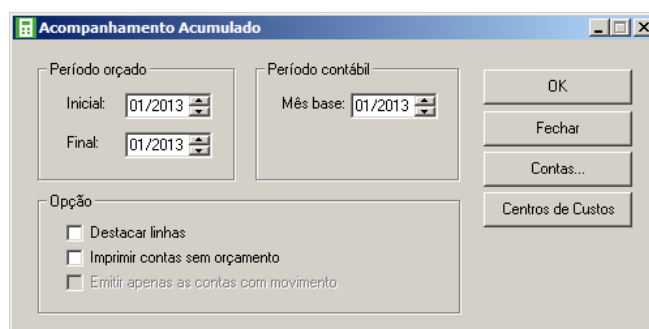 Acompanhamento Acumulado
Período orçado
Inicial: 01/2013
Final: 01/2013
Período contábil
Mês base: 01/2013
Opção
Destacar linhas
Imprimir contas sem orçamento
Emitir apenas as contas com movimento
OK
Fechar
Contas...
Centros de Custos